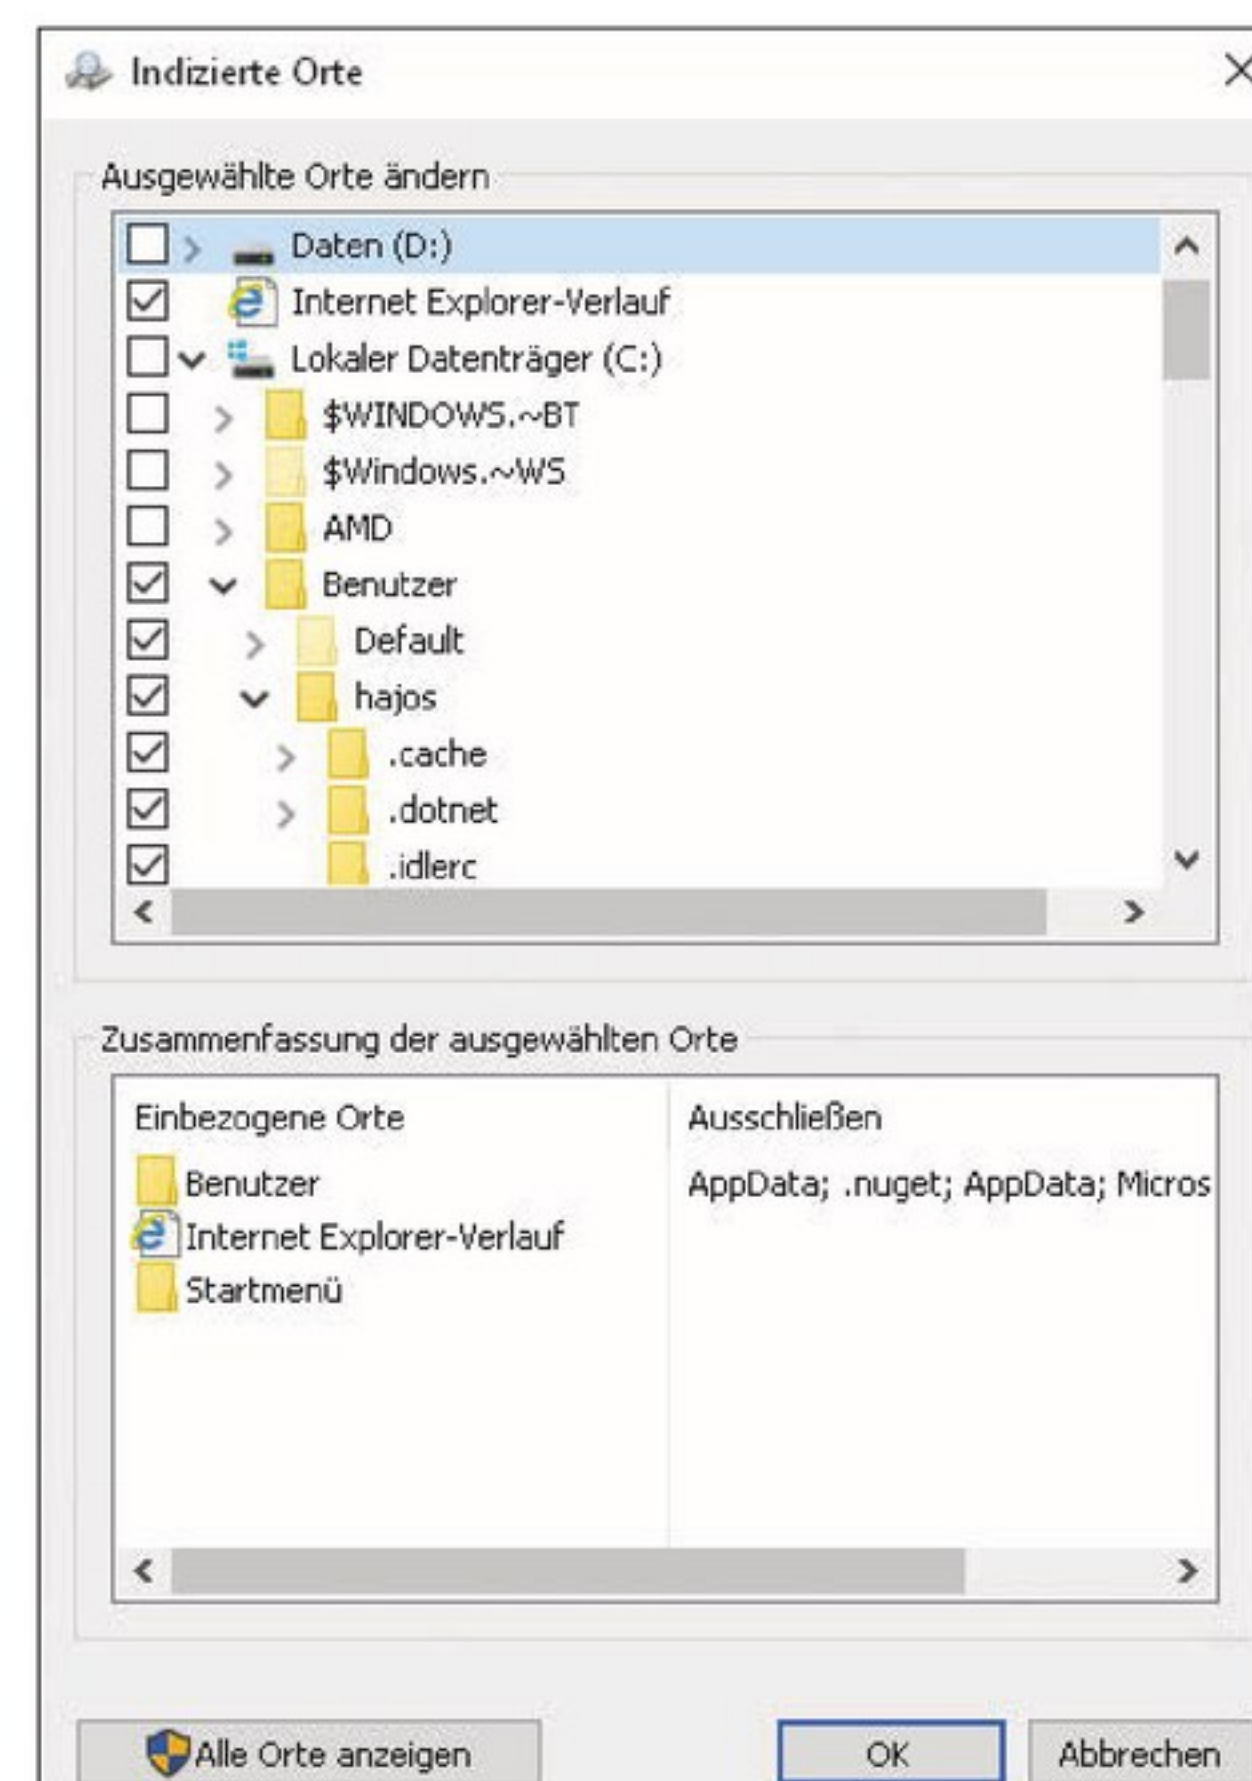 Indizierte Orte
Ausgewählte Orte ändern
Daten (D:)
Internet Explorer-Verlauf
Lokaler Datenträger (C:)
$WINDOWS.~BT
$Windows.~WS
AMD
Benutzer
Default
hajos
.cache
.dotnet
.idlerc
Zusammenfassung der ausgewählten Orte
Einbezogene Orte Ausschließen
Benutzer AppData; .nuget; AppData; Micros
Internet Explorer-Verlauf
Startmenü
Alle Orte anzeigen OK Abbrechen